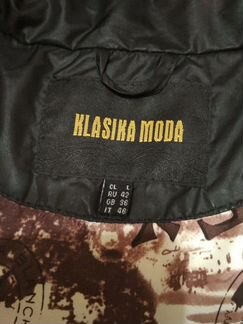 KLASIKA MODA
CL L
RU 42
GB 36
IT 46